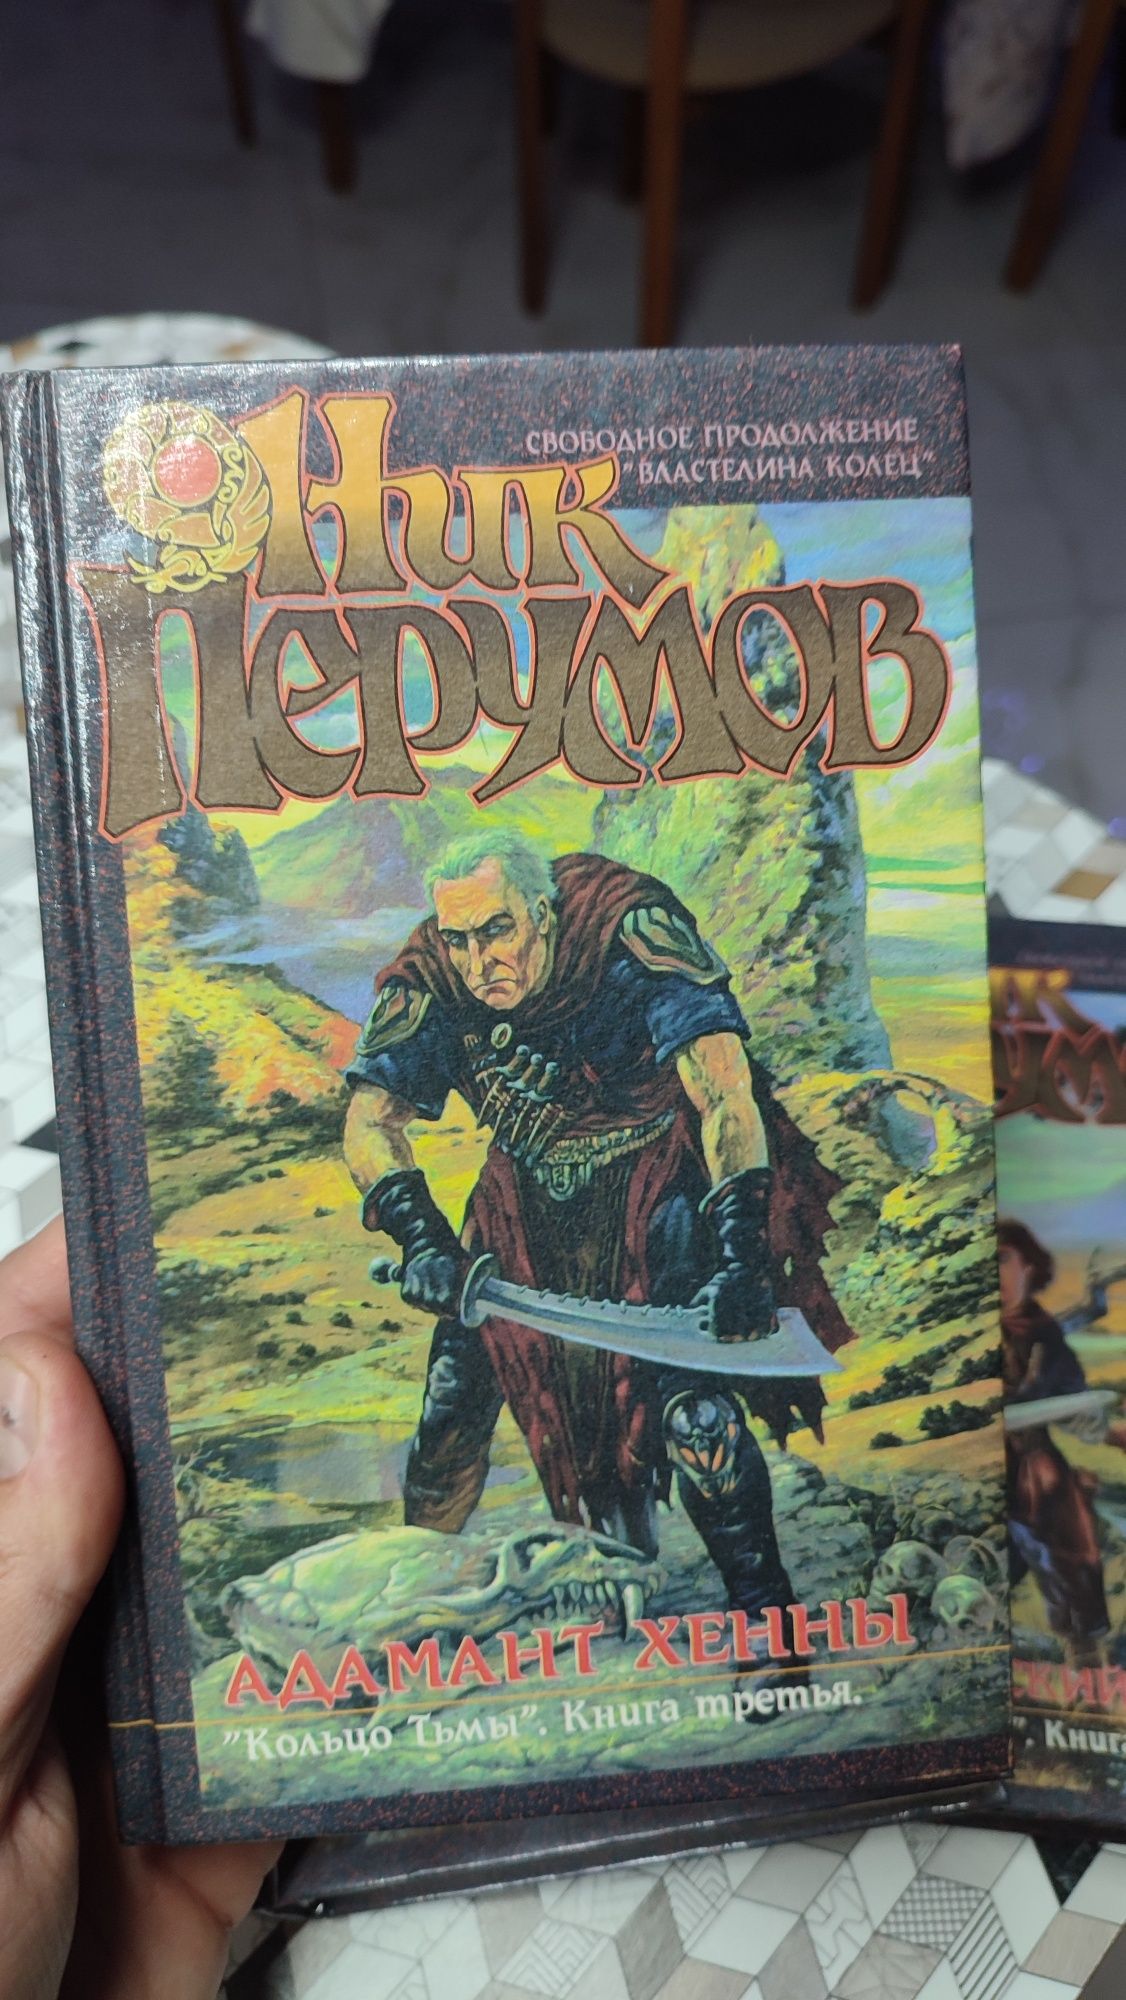 СВОБОДНОЕ ПРОДОЛЖЕНИЕ
"ВЛАСТЕЛИНА КОЛЕЦ"
Ник
Перумов
АДАМАНТ ХЕННЫ
"Кольцо Тьмы". Книга третья.